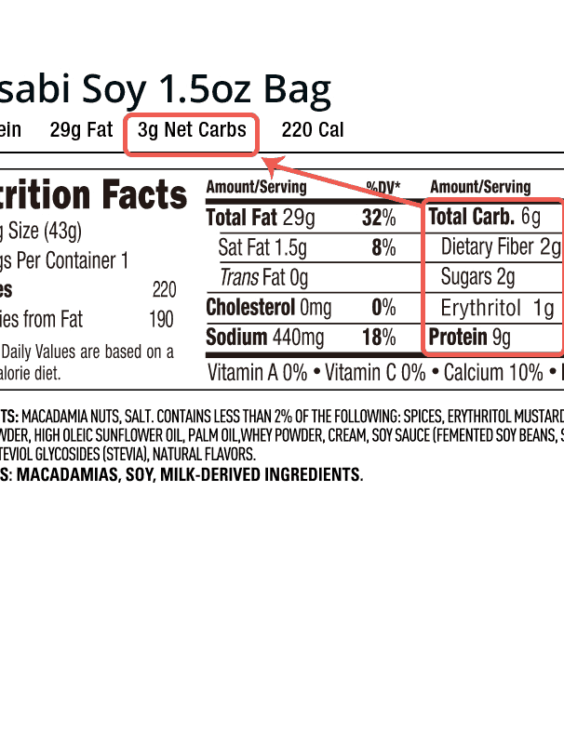 sabi Soy 1.5oz Bag
ein 29g Fat 3g Net Carbs 220 Cal
trition Facts
g Size (43g)
gs Per Container 1
es 220
ies from Fat 190
Daily Values are based on a
alorie diet.
Amount/Serving %DV* Amount/Serving
Total Fat 29g 32% Total Carb. 6g
Sat Fat 1.5g 8% Dietary Fiber 2g
Trans Fat 0g Sugars 2g
Cholesterol 0mg 0% Erythritol 1g
Sodium 440mg 18% Protein 9g
Vitamin A 0% • Vitamin C 0% • Calcium 10% •
TS: MACADAMIA NUTS, SALT. CONTAINS LESS THAN 2% OF THE FOLLOWING: SPICES, ERYTHRITOL MUSTARD
WDER, HIGH OLEIC SUNFLOWER OIL, PALM OIL,WHEY POWDER, CREAM, SOY SAUCE (FEMENTED SOY BEANS, S
TEVIOL GLYCOSIDES (STEVIA), NATURAL FLAVORS.
S: MACADAMIAS, SOY, MILK-DERIVED INGREDIENTS.